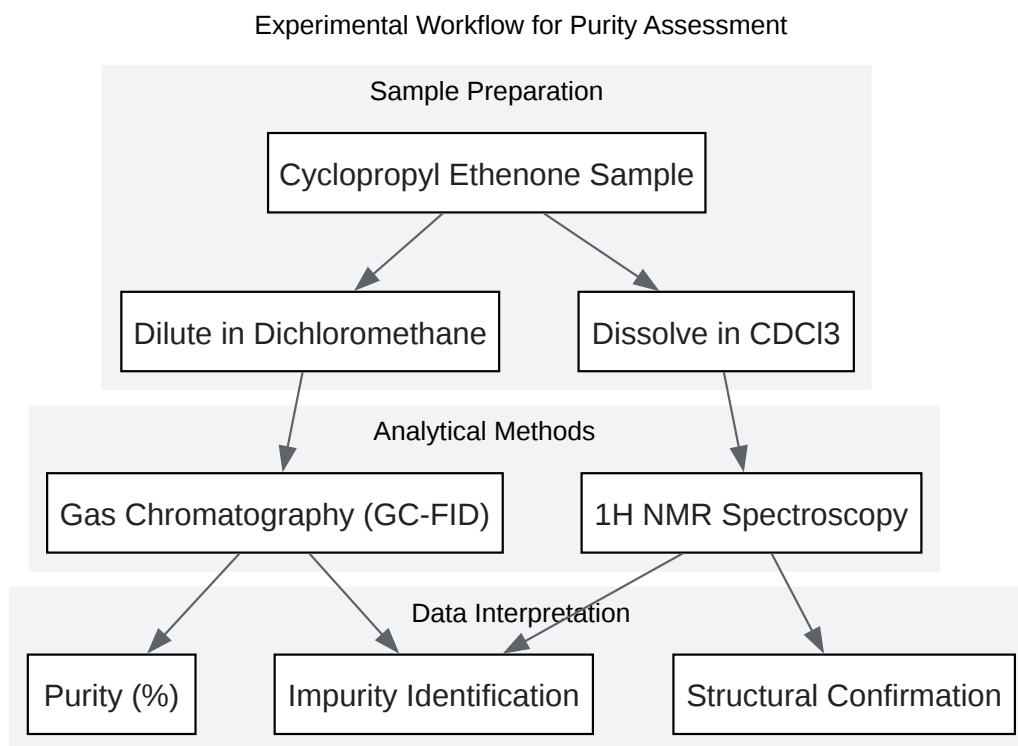 Experimental Workflow for Purity Assessment
Sample Preparation
Cyclopropyl Ethenone Sample
Dilute in Dichloromethane
Dissolve in CDCl3
Analytical Methods
Gas Chromatography (GC-FID)
1H NMR Spectroscopy
Data Interpretation
Purity (%)
Impurity Identification
Structural Confirmation